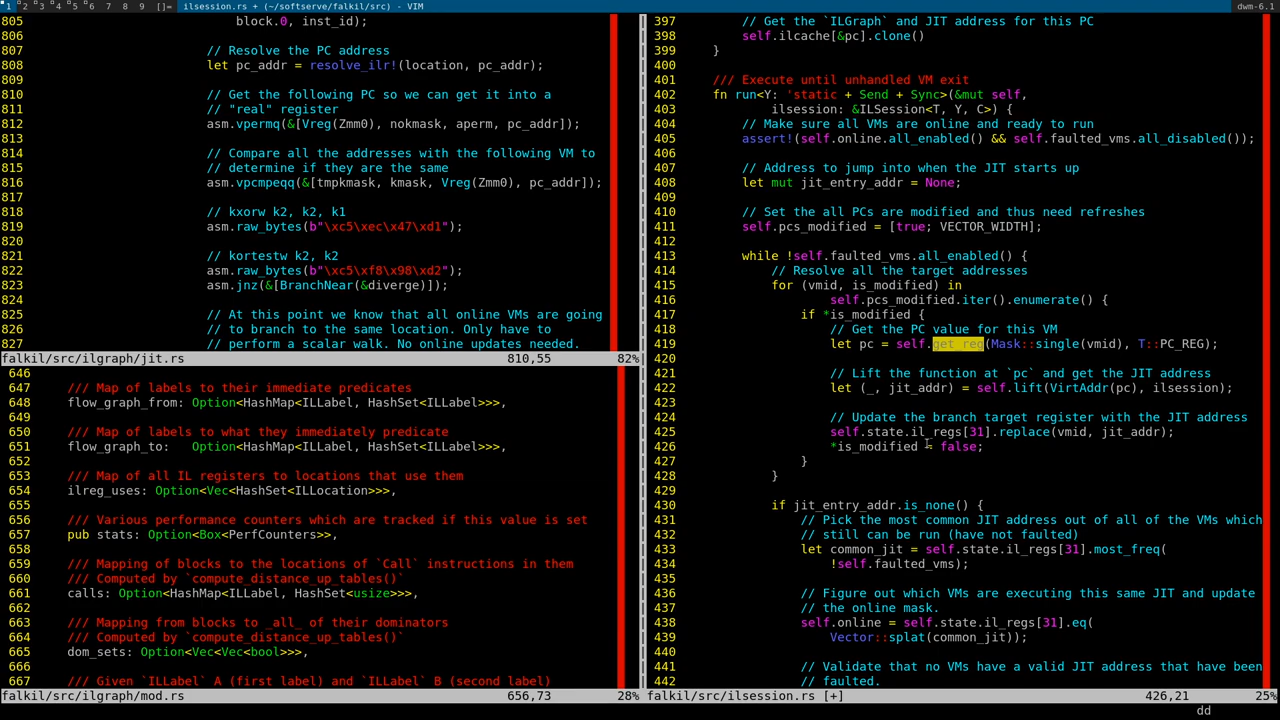 1 2 3 4 5 6 7 8 9 []= ilsession.rs + (~/softserve/falkil/src) - VIM dwm-6.1
805 block.0, inst_id);
806
807 // Resolve the PC address
808 let pc_addr = resolve_ilr!(location, pc_addr);
809
810 // Get the following PC so we can get it into a
811 // "real" register
812 asm.vpermq(&[Vreg(Zmm0), nokmask, aperm, pc_addr]);
813
814 // Compare all the addresses with the following VM to
815 // determine if they are the same
816 asm.vpcmpeqq(&[tmpkmask, kmask, Vreg(Zmm0), pc_addr]);
817
818 // kxorw k2, k2, k1
819 asm.raw_bytes(b"\xc5\xec\x47\xd1");
820
821 // kortestw k2, k2
822 asm.raw_bytes(b"\xc5\xf8\x98\xd2");
823 asm.jnz(&[BranchNear(&diverge)]);
824
825 // At this point we know that all online VMs are going
826 // to branch to the same location. Only have to
827 // perform a scalar walk. No online updates needed.
falkil/src/ilgraph/jit.rs 810,55 82%
646
647 /// Map of labels to their immediate predicates
648 flow_graph_from: Option<HashMap<ILLabel, HashSet<ILLabel>>>,
649
650 /// Map of labels to what they immediately predicate
651 flow_graph_to: Option<HashMap<ILLabel, HashSet<ILLabel>>>,
652
653 /// Map of all IL registers to locations that use them
654 ilreg_uses: Option<Vec<HashSet<ILLocation>>>,
655
656 /// Various performance counters which are tracked if this value is set
657 pub stats: Option<Box<PerfCounters>>,
658
659 /// Mapping of blocks to the locations of `Call` instructions in them
660 /// Computed by `compute_distance_up_tables()`
661 calls: Option<HashMap<ILLabel, HashSet<usize>>>,
662
663 /// Mapping from blocks to _all_ of their dominators
664 /// Computed by `compute_distance_up_tables()`
665 dom_sets: Option<Vec<Vec<bool>>>,
666
667 /// Given `ILLabel` A (first label) and `ILLabel` B (second label)
falkil/src/ilgraph/mod.rs 656,73 28%
397 // Get the `ILGraph` and JIT address for this PC
398 self.ilcache[&pc].clone()
399 }
400
401 /// Execute until unhandled VM exit
402 fn run<Y: 'static + Send + Sync>(&mut self,
403 ilsession: &ILSession<T, Y, C>) {
404 // Make sure all VMs are online and ready to run
405 assert!(self.online.all_enabled() && self.faulted_vms.all_disabled());
406
407 // Address to jump into when the JIT starts up
408 let mut jit_entry_addr = None;
409
410 // Set the all PCs are modified and thus need refreshes
411 self.pcs_modified = [true; VECTOR_WIDTH];
412
413 while !self.faulted_vms.all_enabled() {
414 // Resolve all the target addresses
415 for (vmid, is_modified) in
416 self.pcs_modified.iter().enumerate() {
417 if *is_modified {
418 // Get the PC value for this VM
419 let pc = self.get_reg(Mask::single(vmid), T::PC_REG);
420
421 // Lift the function at `pc` and get the JIT address
422 let (_, jit_addr) = self.lift(VirtAddr(pc), ilsession);
423
424 // Update the branch target register with the JIT address
425 self.state.il_regs[31].replace(vmid, jit_addr);
426 *is_modified = false;
427 }
428 }
429
430 if jit_entry_addr.is_none() {
431 // Pick the most common JIT address out of all of the VMs which
432 // still can be run (have not faulted)
433 let common_jit = self.state.il_regs[31].most_freq(
434 !self.faulted_vms);
435
436 // Figure out which VMs are executing this same JIT and update
437 // the online mask.
438 self.online = self.state.il_regs[31].eq(
439 Vector::splat(common_jit));
440
441 // Validate that no VMs have a valid JIT address that have been
442 // faulted.
falkil/src/ilsession.rs [+] 426,21 25%
dd